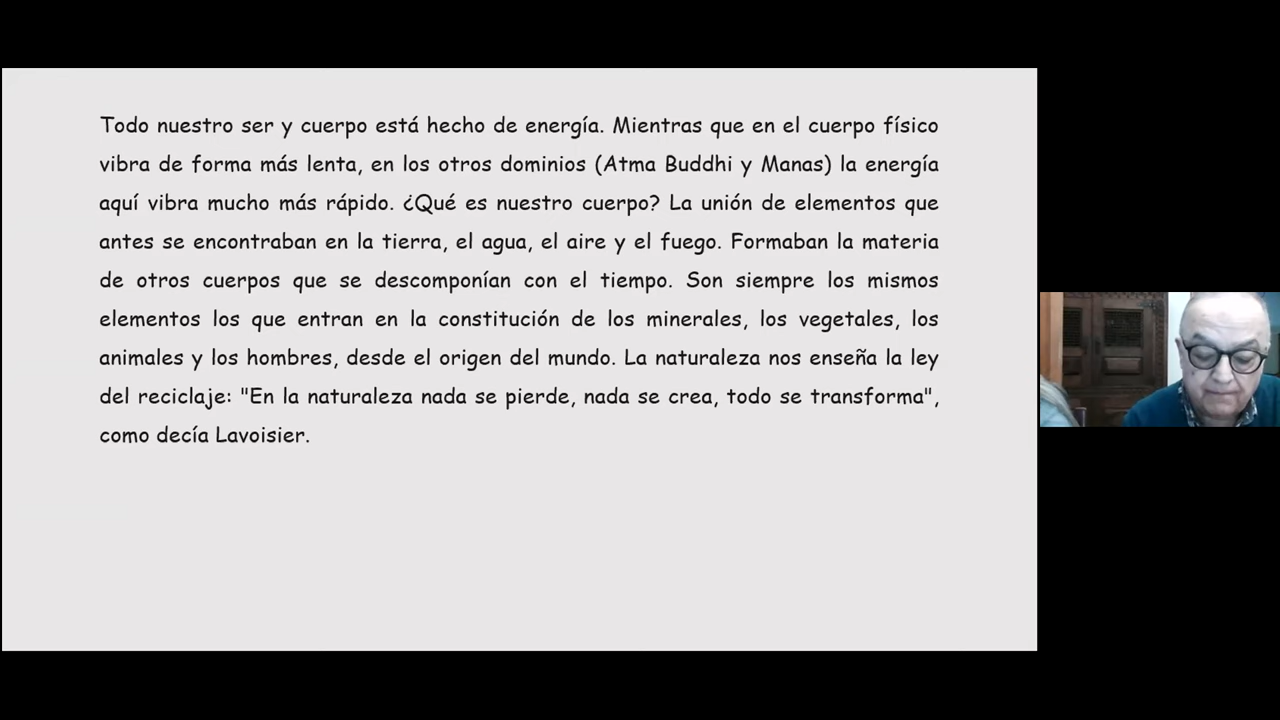 Todo nuestro ser y cuerpo está hecho de energía. Mientras que en el cuerpo físico
vibra de forma más lenta, en los otros dominios (Atma Buddhi y Manas) la energía
aquí vibra mucho más rápido. ¿Qué es nuestro cuerpo? La unión de elementos que
antes se encontraban en la tierra, el agua, el aire y el fuego. Formaban la materia
de otros cuerpos que se descomponían con el tiempo. Son siempre los mismos
elementos los que entran en la constitución de los minerales, los vegetales, los
animales y los hombres, desde el origen del mundo. La naturaleza nos enseña la ley
del reciclaje: "En la naturaleza nada se pierde, nada se crea, todo se transforma",
como decía Lavoisier.